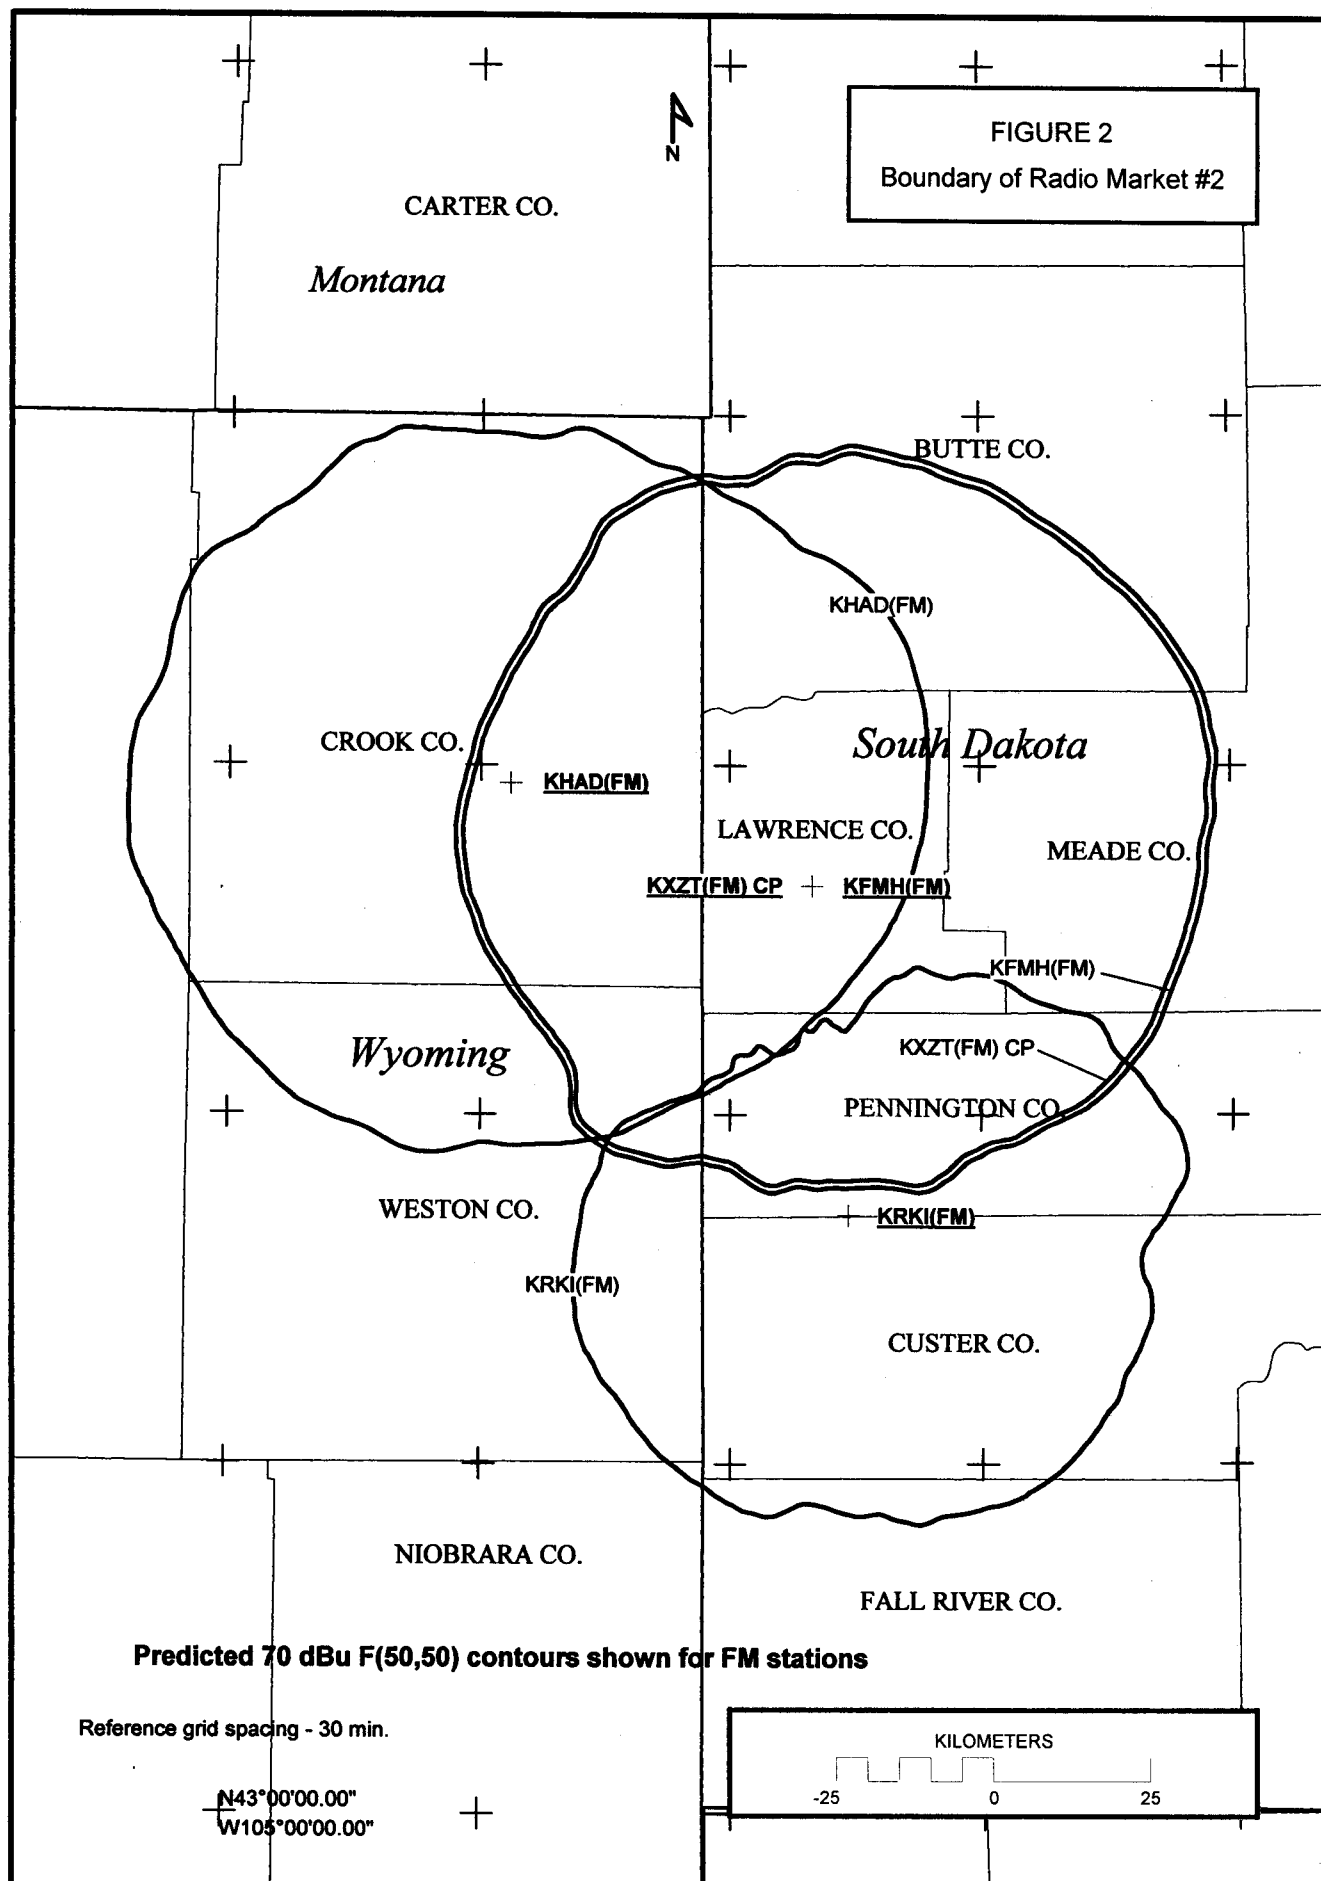 FIGURE 2
Boundary of Radio Market #2
N
CARTER CO.
Montana
BUTTE CO.
KHAD(FM)
CROOK CO.
South Dakota
KHAD(FM)
LAWRENCE CO.
MEADE CO.
KXZT(FM) CP
KFMH(FM)
KFMH(FM)
Wyoming
KXZT(FM) CP
PENNINGTON CO.
WESTON CO.
KRKI(FM)
KRKI(FM)
CUSTER CO.
NIOBRARA CO.
FALL RIVER CO.
Predicted 70 dBu F(50,50) contours shown for FM stations
Reference grid spacing - 30 min.
KILOMETERS
-25 0 25
N43°00'00.00"
W105°00'00.00"